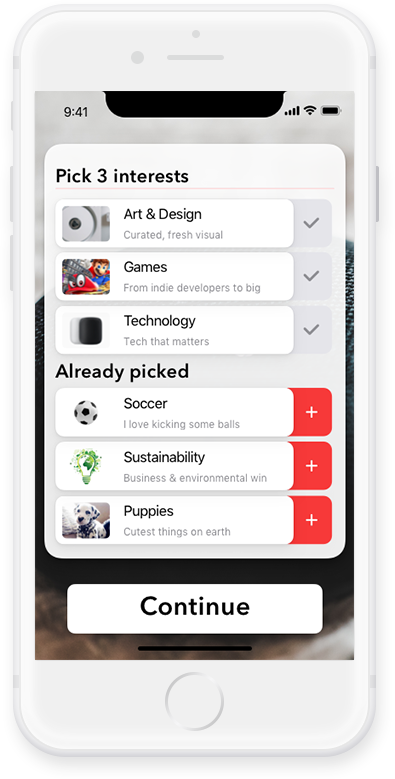 9:41
Pick 3 interests
Art & Design
Curated, fresh visual
Games
From indie developers to big
Technology
Tech that matters
Already picked
Soccer
I love kicking some balls
Sustainability
Business & environmental win
Puppies
Cutest things on earth
Continue